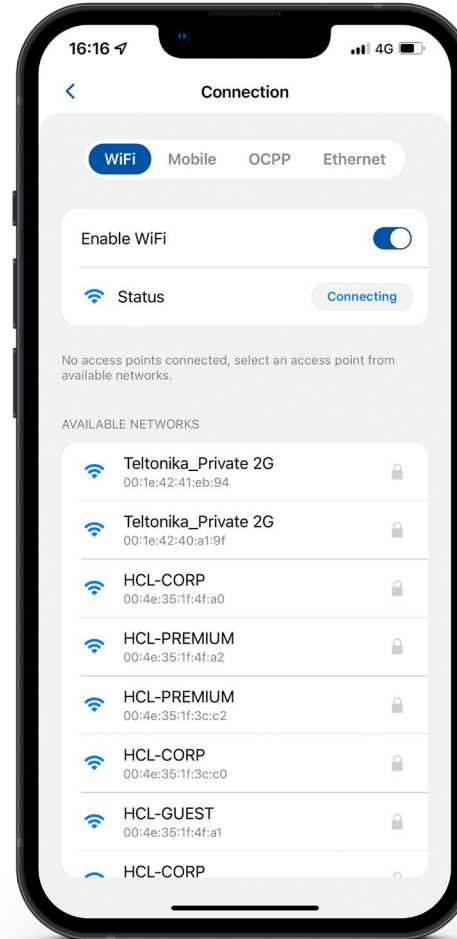 16:16
4G
Connection
WiFi
Mobile
OCPP
Ethernet
Enable WiFi
Status
Connecting
No access points connected, select an access point from
available networks.
AVAILABLE NETWORKS
Teltonika_Private 2G
00:1e:42:41:eb:94
Teltonika_Private 2G
00:1e:42:40:a1:9f
HCL-CORP
00:4e:35:1f:4f:a0
HCL-PREMIUM
00:4e:35:1f:4f:a2
HCL-PREMIUM
00:4e:35:1f:3c:c2
HCL-CORP
00:4e:35:1f:3c:c0
HCL-GUEST
00:4e:35:1f:4f:a1
HCL-CORP